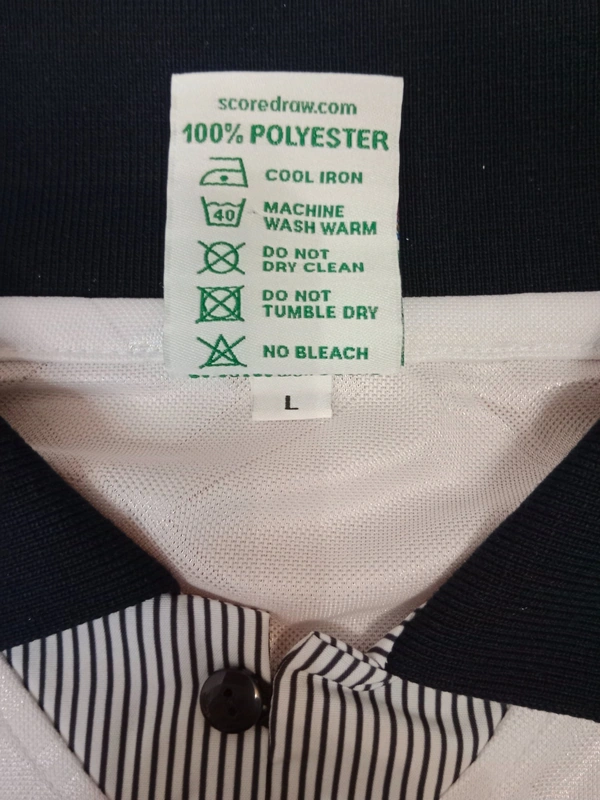 scoredraw.com
100% POLYESTER
COOL IRON
40
MACHINE
WASH WARM
DO NOT
DRY CLEAN
DO NOT
TUMBLE DRY
NO BLEACH
L